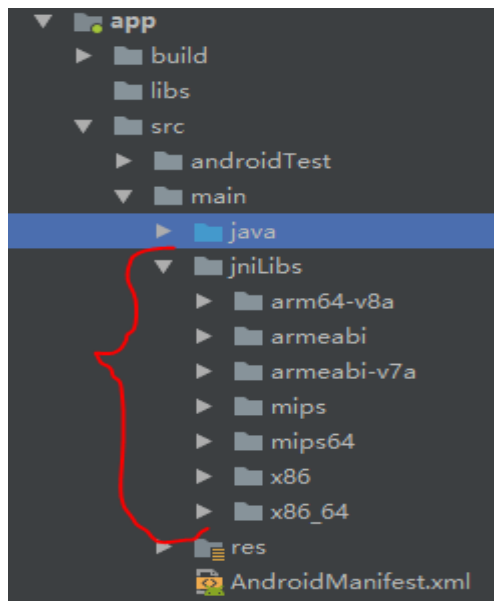 app
build
libs
src
androidTest
main
java
jniLibs
arm64-v8a
armeabi
armeabi-v7a
mips
mips64
x86
x86_64
res
AndroidManifest.xml